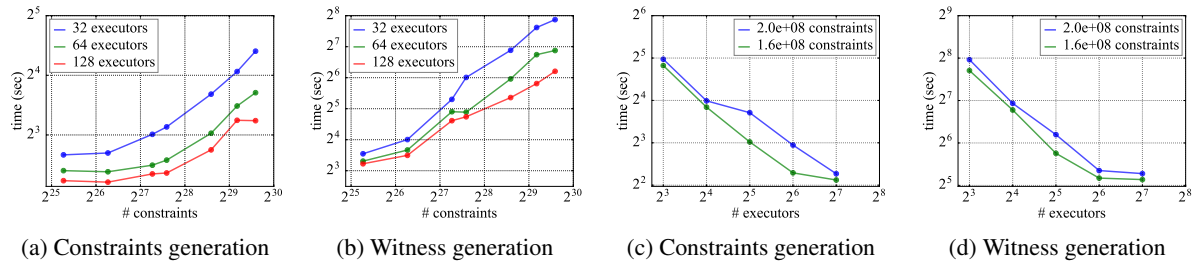 2^5
2^4
2^3
time (sec)
32 executors
64 executors
128 executors
2^25 2^26 2^27 2^28 2^29 2^30
# constraints
(a) Constraints generation
2^8
2^7
2^6
2^5
2^4
2^3
time (sec)
32 executors
64 executors
128 executors
2^25 2^26 2^27 2^28 2^29 2^30
# constraints
(b) Witness generation
2^6
2^5
2^4
2^3
2^2
time (sec)
2.0e+08 constraints
1.6e+08 constraints
2^3 2^4 2^5 2^6 2^7 2^8
# executors
(c) Constraints generation
2^9
2^8
2^7
2^6
2^5
time (sec)
2.0e+08 constraints
1.6e+08 constraints
2^3 2^4 2^5 2^6 2^7 2^8
# executors
(d) Witness generation